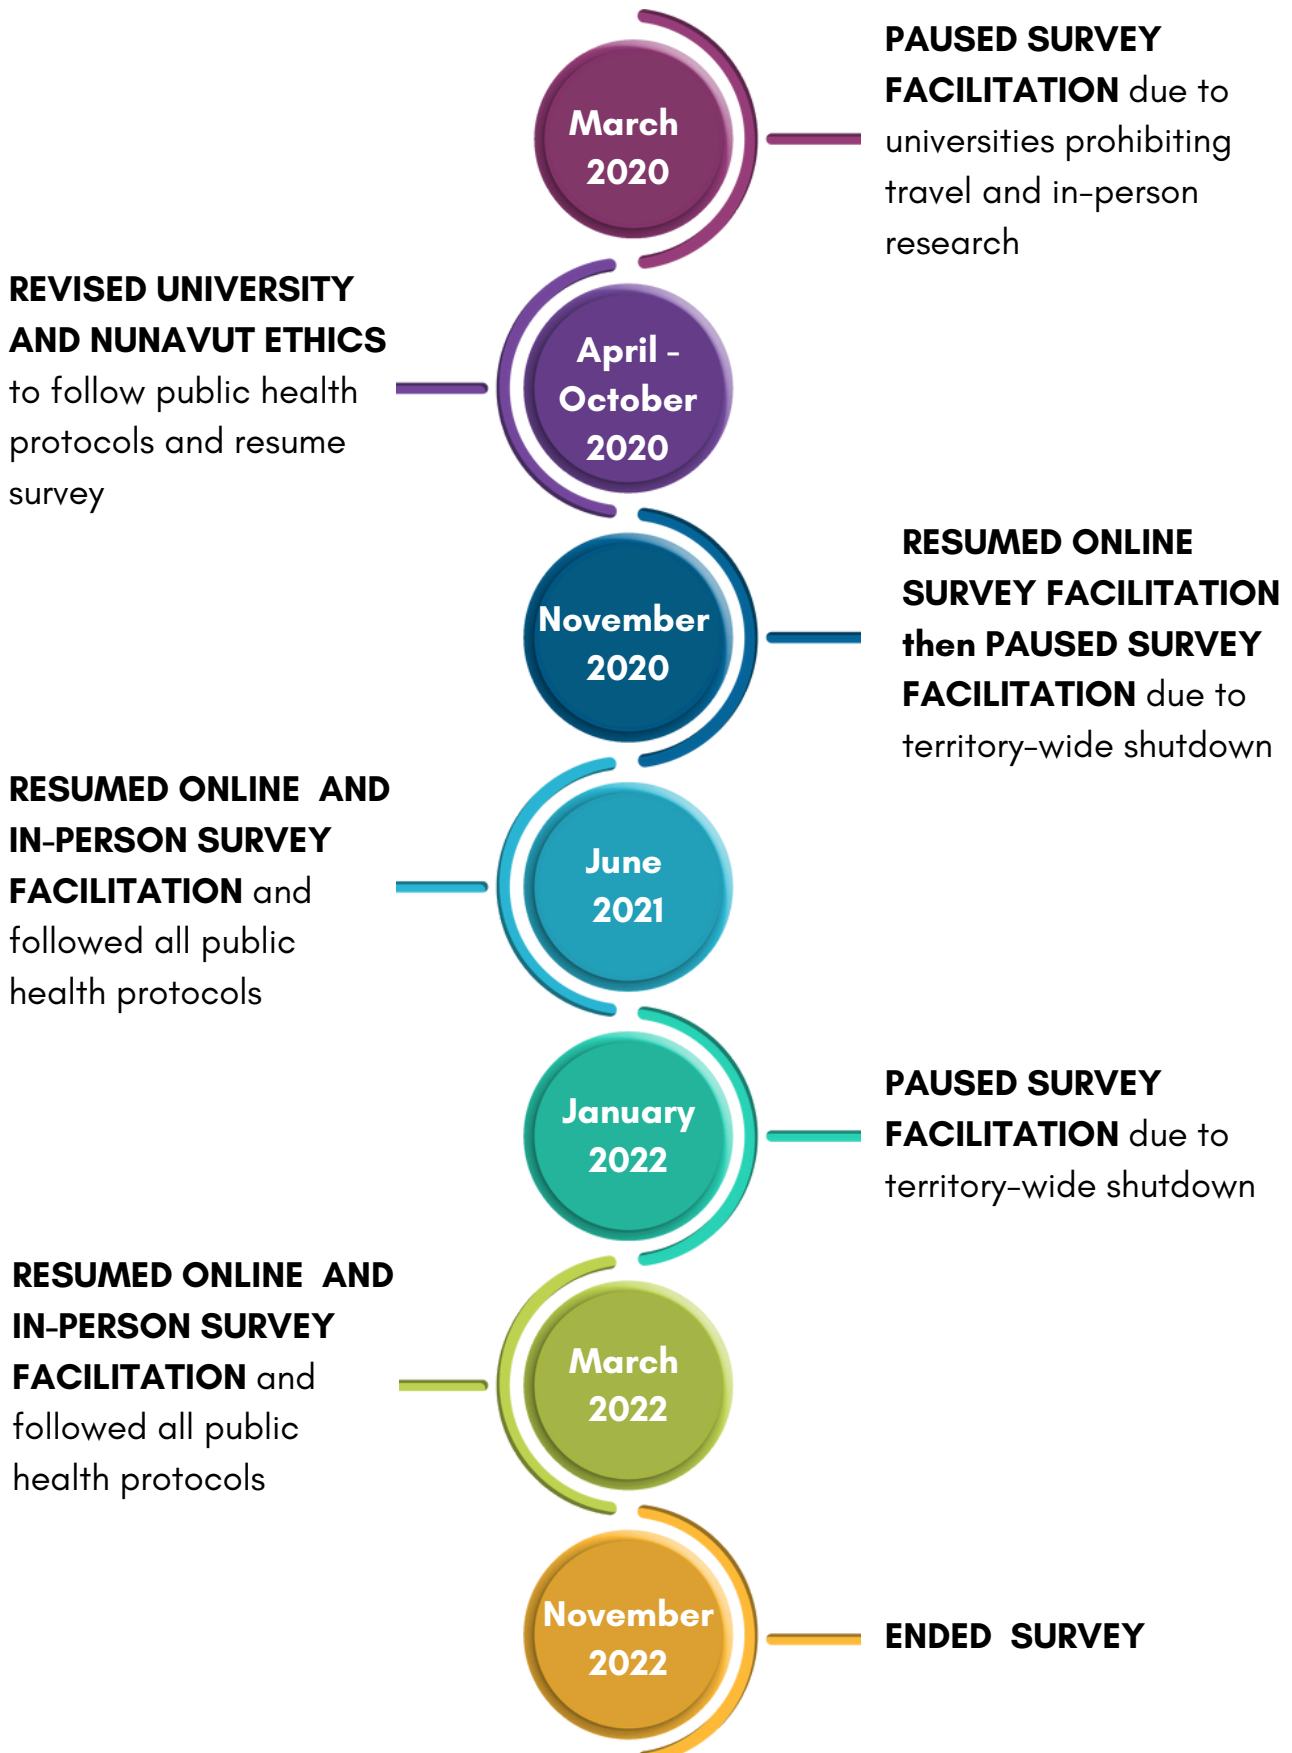 March
2020
PAUSED SURVEY
FACILITATION due to
universities prohibiting
travel and in-person
research
April -
October
2020
REVISED UNIVERSITY
AND NUNAVUT ETHICS
to follow public health
protocols and resume
survey
November
2020
RESUMED ONLINE
SURVEY FACILITATION
then PAUSED SURVEY
FACILITATION due to
territory-wide shutdown
June
2021
RESUMED ONLINE AND
IN-PERSON SURVEY
FACILITATION and
followed all public
health protocols
January
2022
PAUSED SURVEY
FACILITATION due to
territory-wide shutdown
March
2022
RESUMED ONLINE AND
IN-PERSON SURVEY
FACILITATION and
followed all public
health protocols
November
2022
ENDED SURVEY